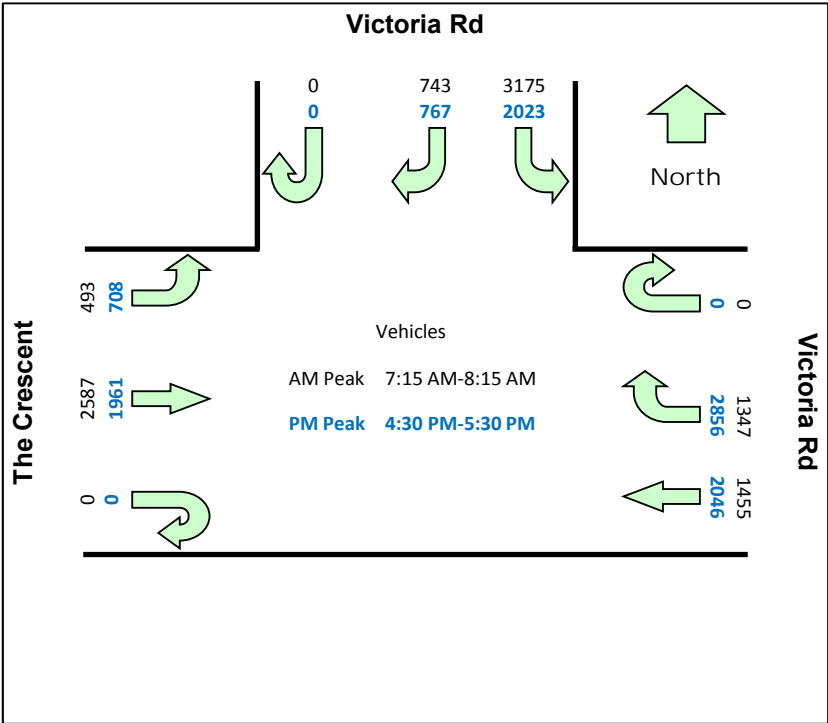 Victoria Rd
0 743 3175
0 767 2023
North
493
708
0
0
Vehicles
The Crescent
2587
1961
AM Peak 7:15 AM-8:15 AM
PM Peak 4:30 PM-5:30 PM
2856
1347
Victoria Rd
0
0
2046
1455